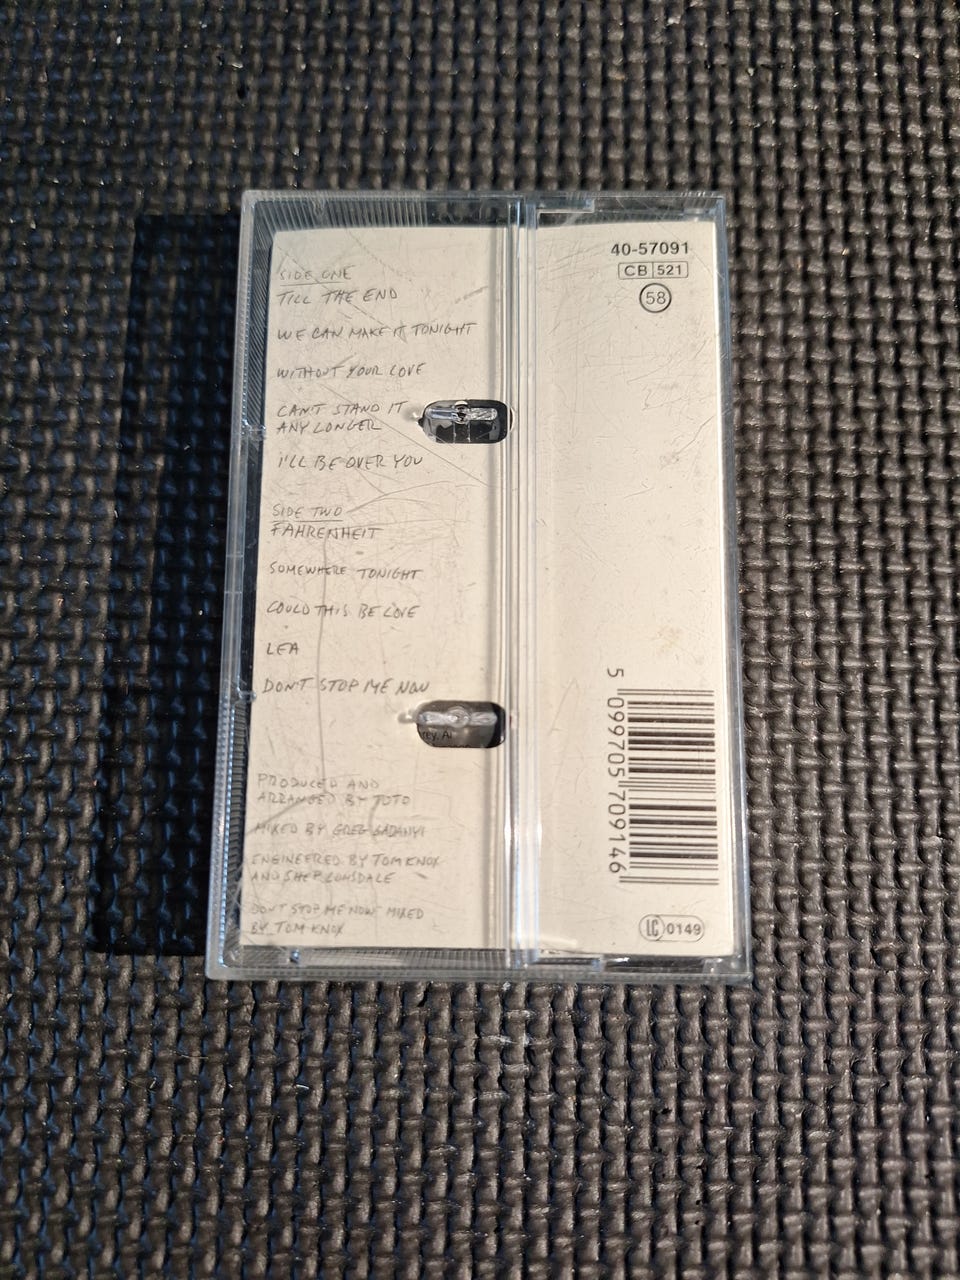 SIDE ONE
TILL THE END
WE CAN MAKE IT TONIGHT
WITHOUT YOUR LOVE
CAN'T STAND IT
ANY LONGER
I'LL BE OVER YOU
SIDE TWO
FAHRENHEIT
SOMEWHERE TONIGHT
COULD THIS BE LOVE
LEA
DON'T STOP ME NOW
PRODUCED AND
ARRANGED BY TOTO
MIXED BY GREG LADANYI
ENGINEERED BY TOM KNOX
AND SHEP LONSDALE
DON'T STOP ME NOW MIXED
BY TOM KNOX
40-57091
CB 521
58
5 099705 709146
LC 0149